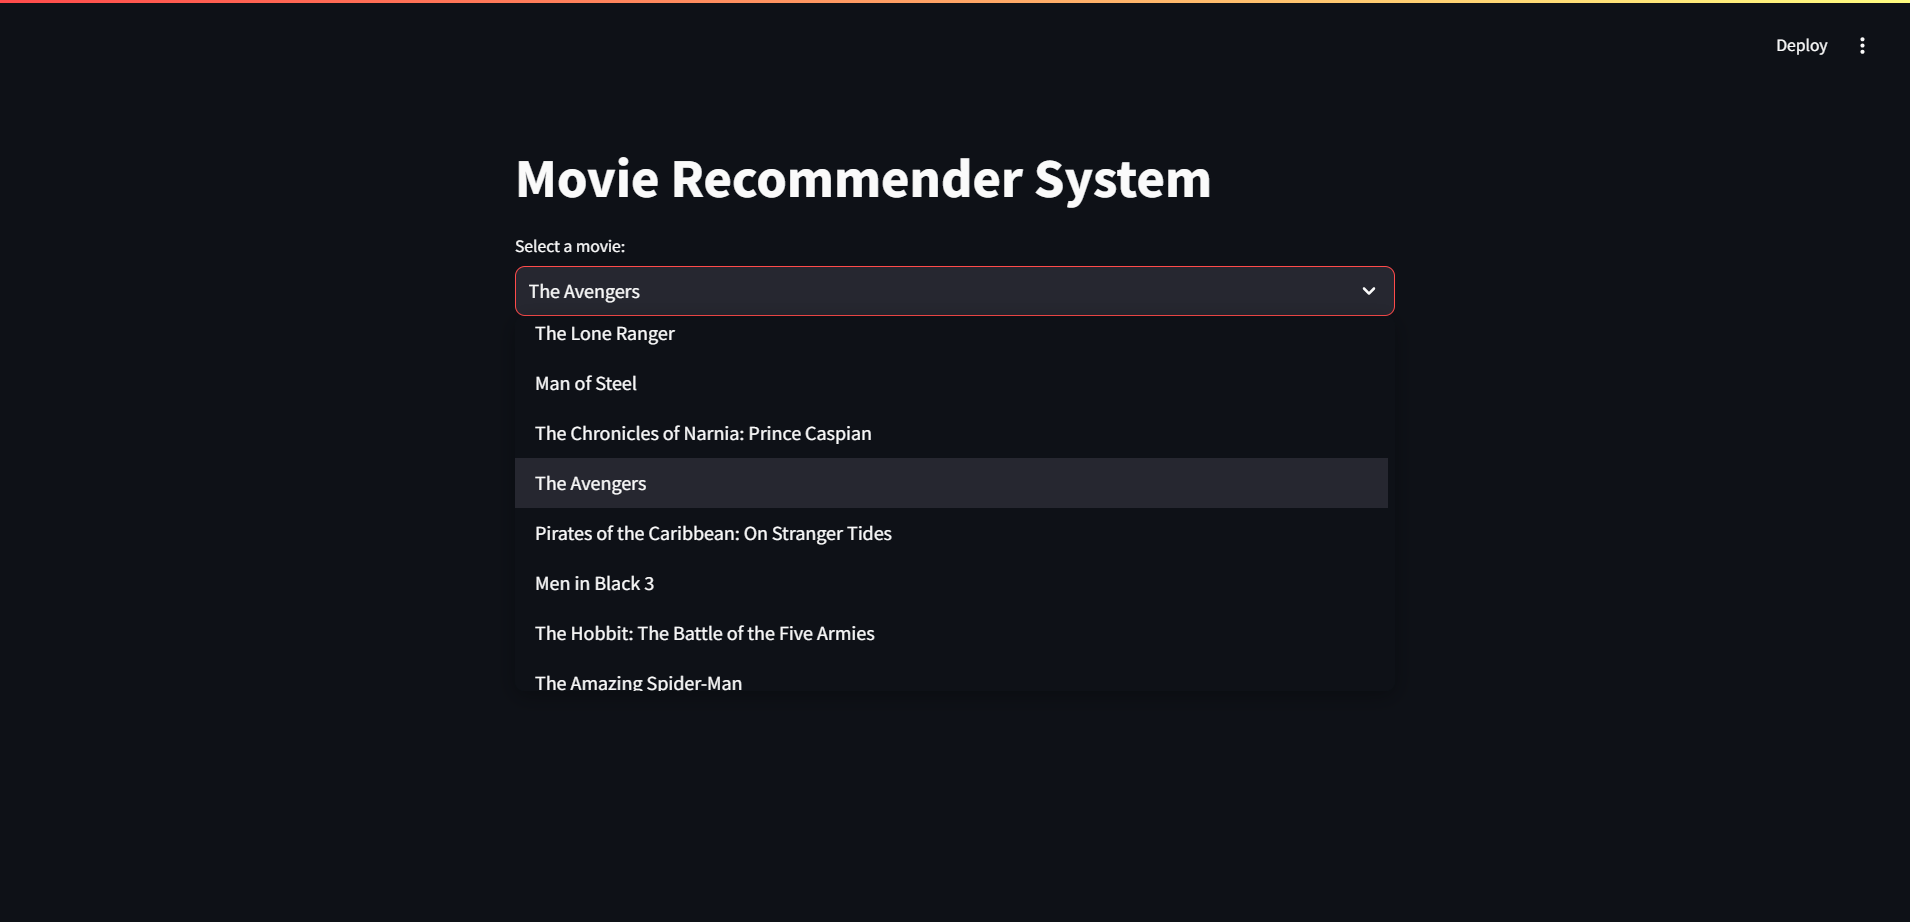 Deploy
Movie Recommender System
Select a movie:
The Avengers
The Lone Ranger
Man of Steel
The Chronicles of Narnia: Prince Caspian
The Avengers
Pirates of the Caribbean: On Stranger Tides
Men in Black 3
The Hobbit: The Battle of the Five Armies
The Amazing Spider-Man